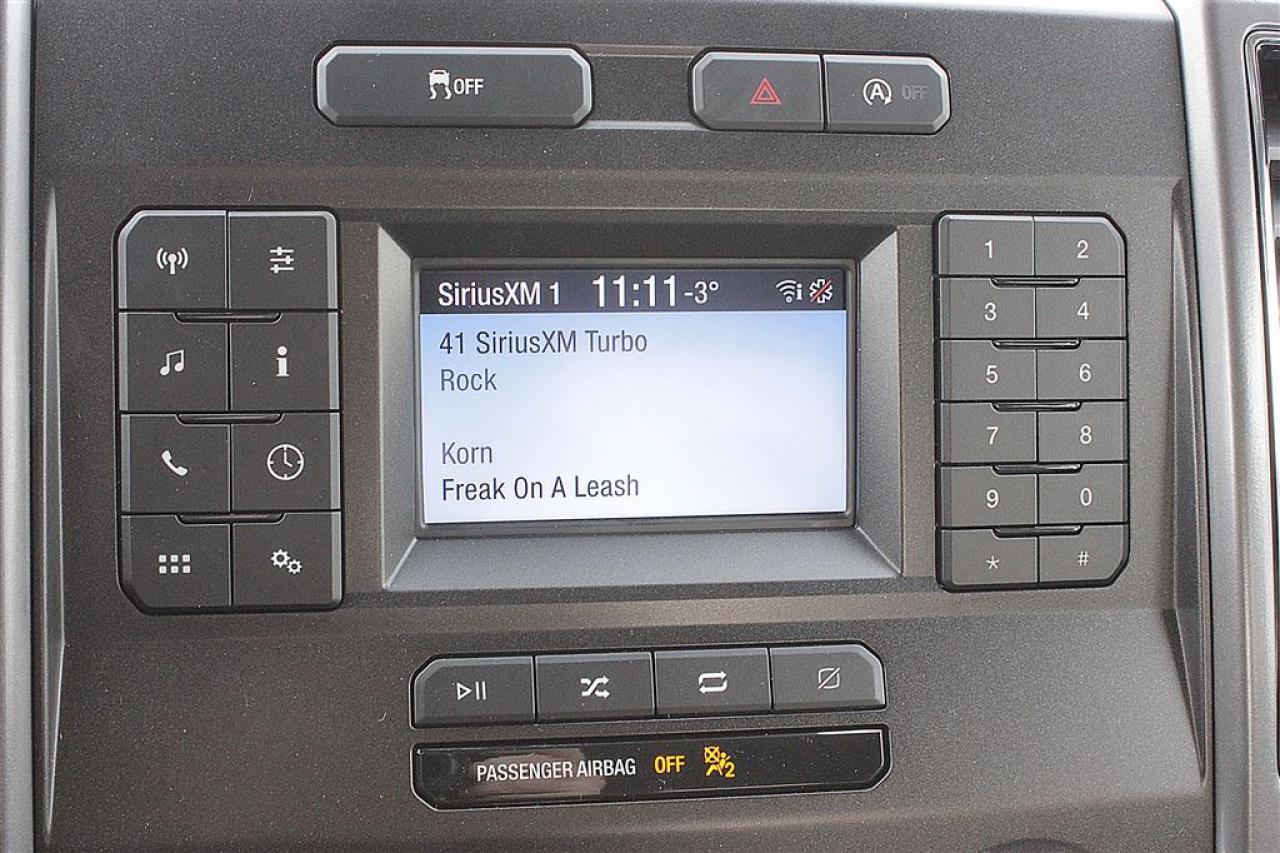 OFF
A OFF
SiriusXM 1 11:11 -3° i
41 SiriusXM Turbo
Rock
Korn
Freak On A Leash
i
1 2
3 4
5 6
7 8
9 0
* #
PASSENGER AIRBAG OFF 2